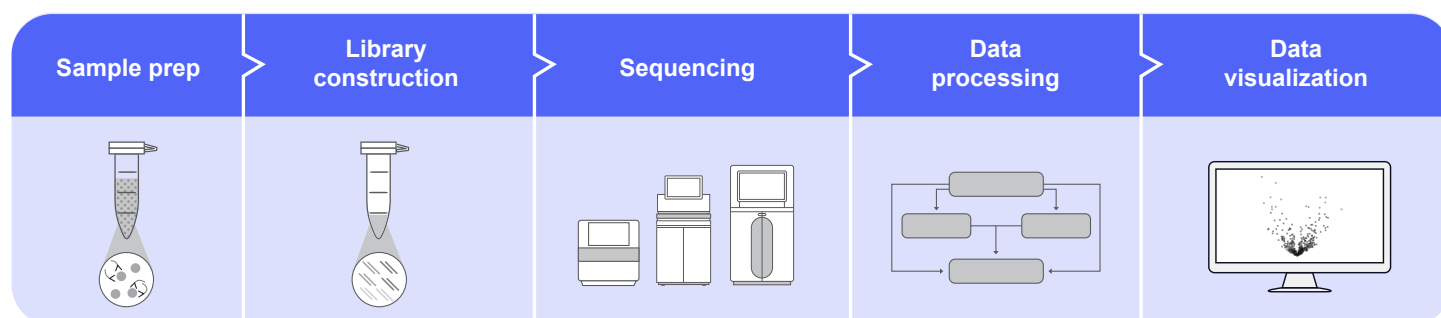 Sample prep
Library
construction
Sequencing
Data
processing
Data
visualization